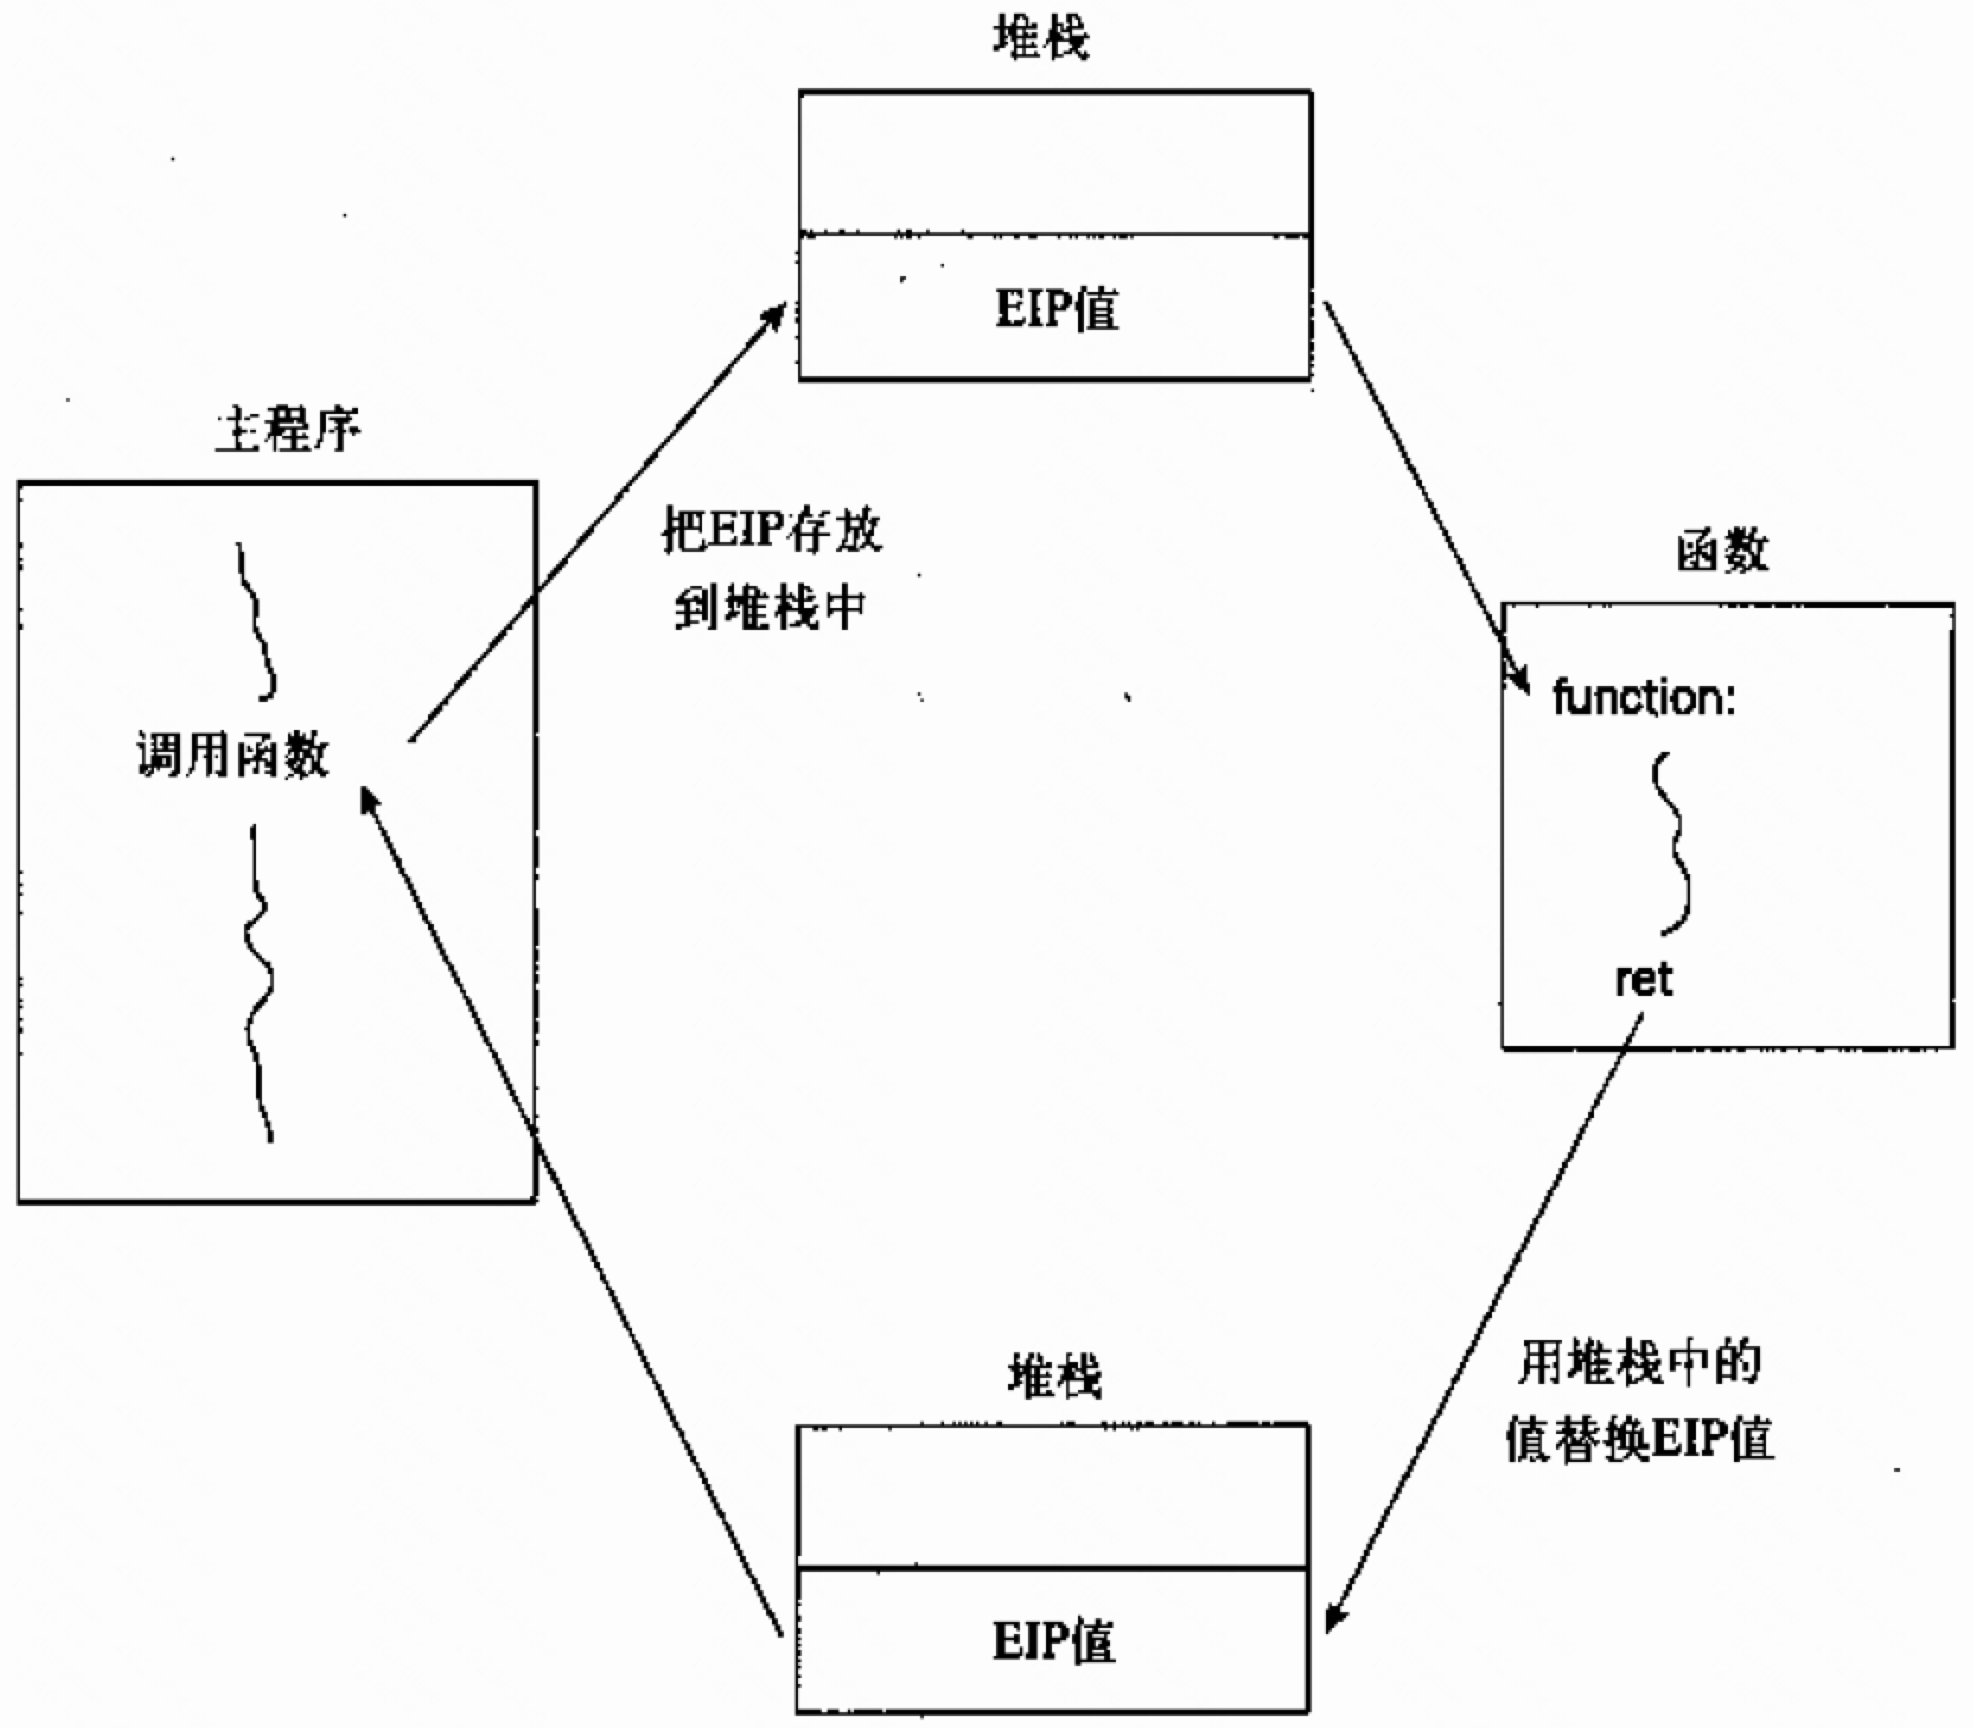 堆栈
EIP值
主程序
把EIP存放
到堆栈中
函数
function:
调用函数
ret
堆栈
用堆栈中的
值替换EIP值
EIP值